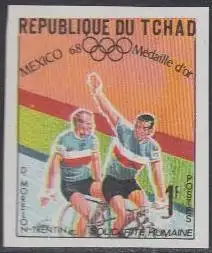 REPUBLIQUE DU TCHAD
MEXICO 68
Médaille d'or
1F
POSTES
D. MORELON
N-TRENTIN
SOLIDARITE HUMAINE